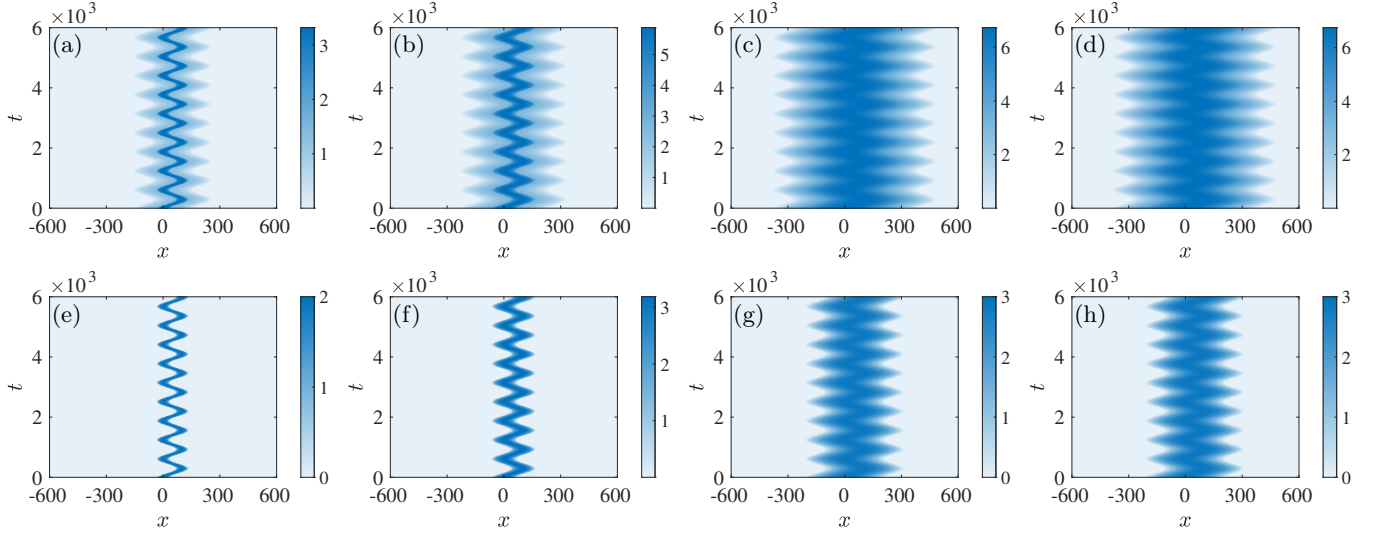 ×10³ ×10³ ×10³ ×10³
6 (a) 3 6 (b) 5 6 (c) 6 6 (d) 6
4 4 4 4 4
t 2 t 3 t 4 t 4
2 1 2 2 2 2 2 2
1
0 0 0 0
-600 -300 0 300 600 -600 -300 0 300 600 -600 -300 0 300 600 -600 -300 0 300 600
x x x x
×10³ ×10³ ×10³ ×10³
6 (e) 2 6 (f) 3 6 (g) 3 6 (h) 3
4 4 2 4 2 4 2
t 1 t t t
2 2 1 2 1 2 1
0 0 0 0 0 0 0
-600 -300 0 300 600 -600 -300 0 300 600 -600 -300 0 300 600 -600 -300 0 300 600
x x x x